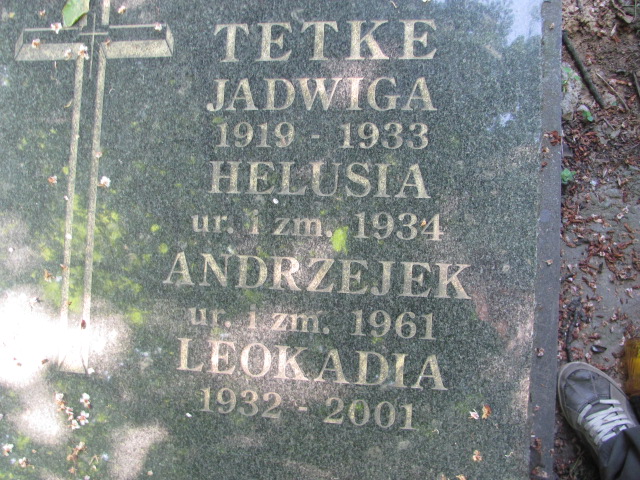 TETKE
JADWIGA
1919 - 1933
HELUSIA
ur. i zm. 1934
ANDRZEJEK
ur. i zm. 1961
LEOKADIA
1932 - 2001